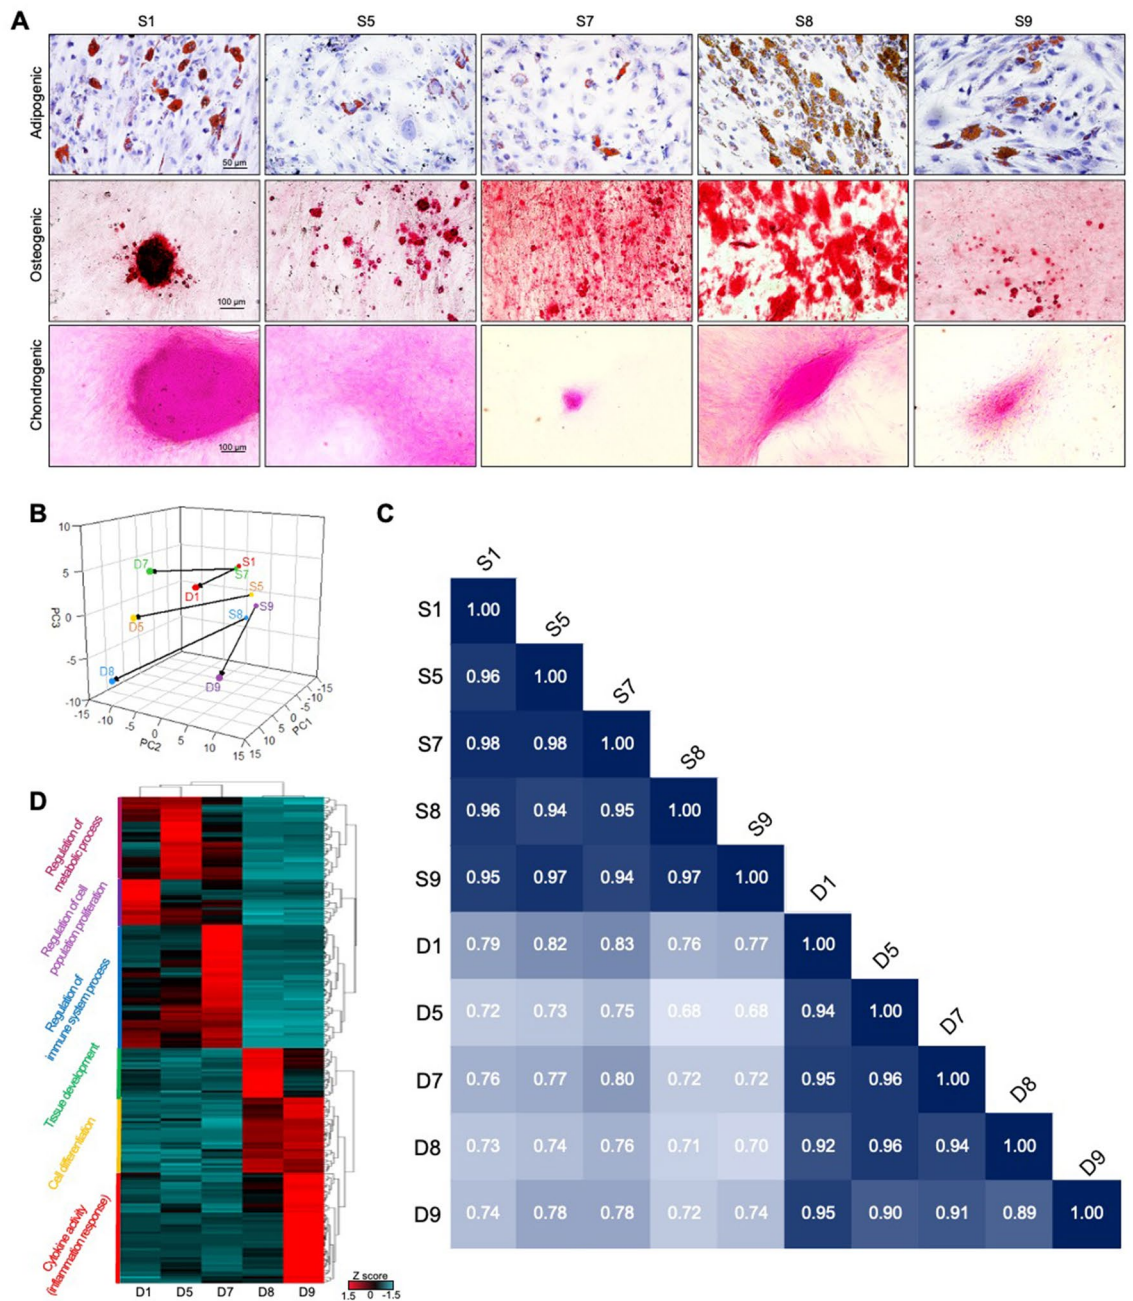 A
S1 S5 S7 S8 S9
Adipogenic
50 µm
Osteogenic
100 µm
Chondrogenic
100 µm
B
10
5
0
-5
-10
PC3
-15 -10 -5 0 5 10 15
PC2
15 10 5 0 -5 -10 -15
PC1
D7
S1
S7
D1
S5
S9
S8
D5
D8
D9
C
S1
S1 1.00 S5
S5 0.96 1.00 S7
S7 0.98 0.98 1.00 S8
S8 0.96 0.94 0.95 1.00 S9
S9 0.95 0.97 0.94 0.97 1.00 D1
D1 0.79 0.82 0.83 0.76 0.77 1.00 D5
D5 0.72 0.73 0.75 0.68 0.68 0.94 1.00 D7
D7 0.76 0.77 0.80 0.72 0.72 0.95 0.96 1.00 D8
D8 0.73 0.74 0.76 0.71 0.70 0.92 0.96 0.94 1.00 D9
D9 0.74 0.78 0.78 0.72 0.74 0.95 0.90 0.91 0.89 1.00
D
Regulation of
metabolic process
Regulation of cell
population proliferation
Regulation of
immune system process
Tissue development
Cell differentiation
Cytokine activity
(inflammation response)
D1 D5 D7 D8 D9
Z score
1.5 0 -1.5